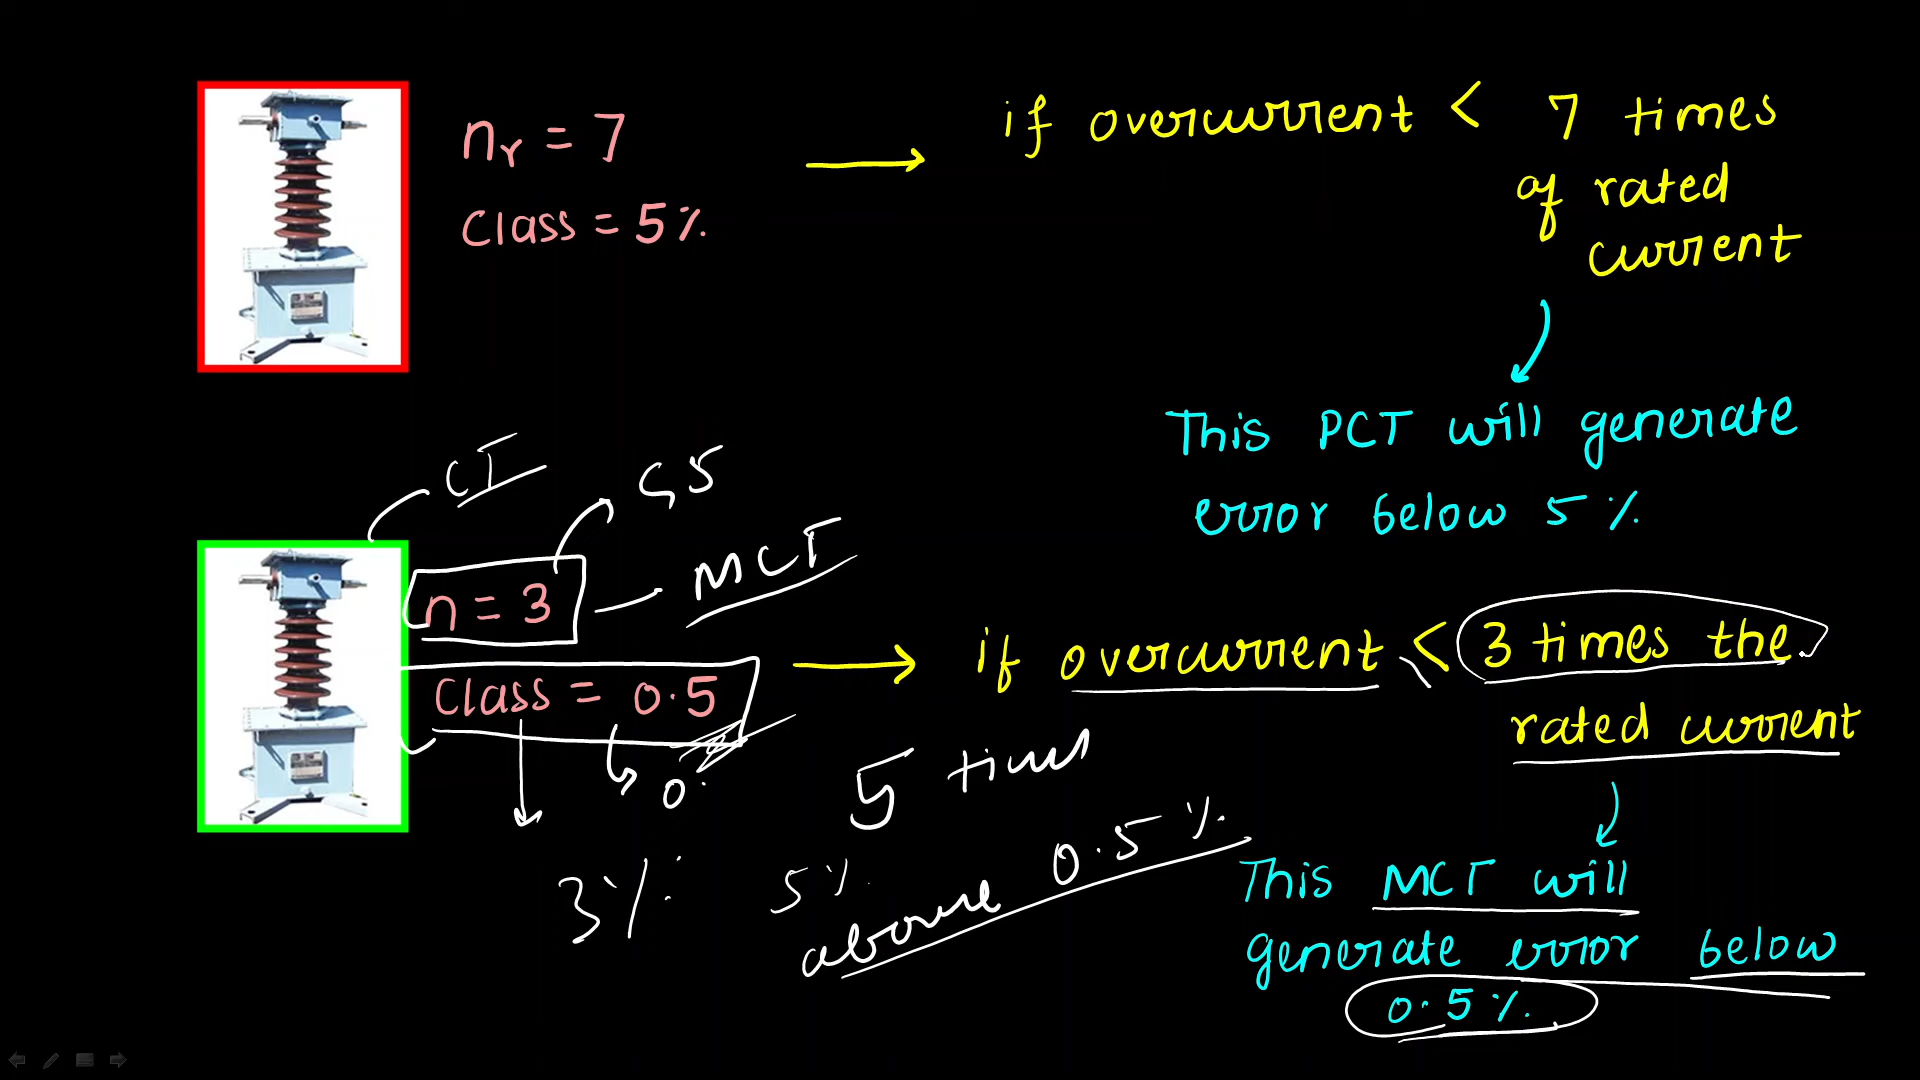 nr = 7
class = 5%
if overcurrent < 7 times
of rated
current
This PCT will generate
error below 5%
CT
n = 3
MCT
class = 0.5
if overcurrent < 3 times the
rated current
0.
5 times
3%
5%
above 0.5%
This MCT will
generate error below
0.5%